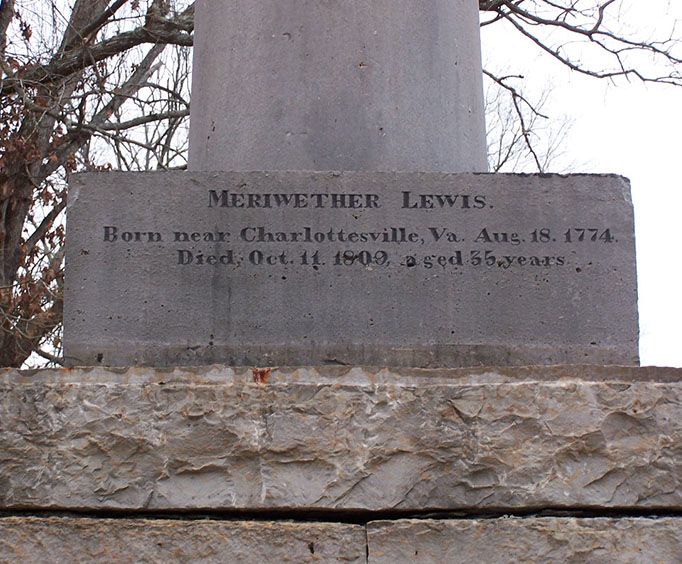 MERIWETHER LEWIS.
Born near Charlottesville, Va. Aug. 18. 1774.
Died, Oct. 11. 1809, aged 35, years